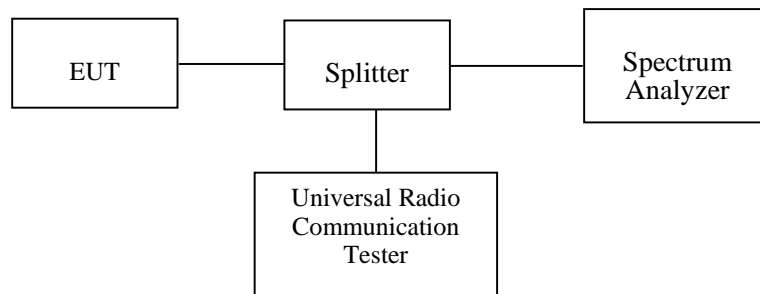 EUT
Splitter
Spectrum
Analyzer
Universal Radio
Communication
Tester